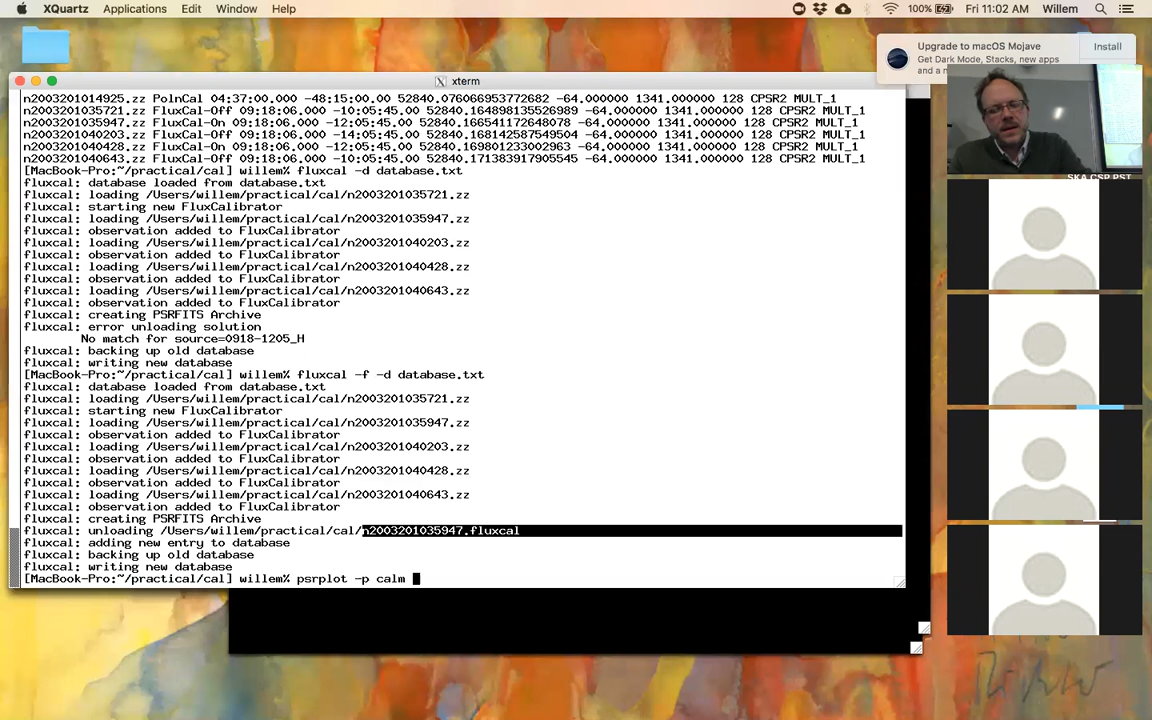 XQuartz Applications Edit Window Help 100% Fri 11:02 AM Willem
Upgrade to macOS Mojave
Get Dark Mode, Stacks, new apps
and a n
Install
xterm
n2003201014925.zz PolnCal 04:37:00.000 -48:15:00.00 52840.076066953772682 -64.000000 1341.000000 128 CPSR2 MULT_1
n2003201035721.zz FluxCal-Off 09:18:06.000 -10:05:45.00 52840.164898135526989 -64.000000 1341.000000 128 CPSR2 MULT_1
n2003201035947.zz FluxCal-On 09:18:06.000 -12:05:45.00 52840.166541172648078 -64.000000 1341.000000 128 CPSR2 MULT_1
n2003201040203.zz FluxCal-Off 09:18:06.000 -14:05:45.00 52840.168142587549504 -64.000000 1341.000000 128 CPSR2 MULT_1
n2003201040428.zz FluxCal-On 09:18:06.000 -12:05:45.00 52840.169801233002963 -64.000000 1341.000000 128 CPSR2 MULT_1
n2003201040643.zz FluxCal-Off 09:18:06.000 -10:05:45.00 52840.171383917905545 -64.000000 1341.000000 128 CPSR2 MULT_1
[MacBook-Pro:~/practical/cal] willem% fluxcal -d database.txt
fluxcal: database loaded from database.txt
fluxcal: loading /Users/willem/practical/cal/n2003201035721.zz
fluxcal: starting new FluxCalibrator
fluxcal: loading /Users/willem/practical/cal/n2003201035947.zz
fluxcal: observation added to FluxCalibrator
fluxcal: loading /Users/willem/practical/cal/n2003201040203.zz
fluxcal: observation added to FluxCalibrator
fluxcal: loading /Users/willem/practical/cal/n2003201040428.zz
fluxcal: observation added to FluxCalibrator
fluxcal: loading /Users/willem/practical/cal/n2003201040643.zz
fluxcal: observation added to FluxCalibrator
fluxcal: creating PSRFITS Archive
fluxcal: error unloading solution
No match for source=0918-1205_H
fluxcal: backing up old database
fluxcal: writing new database
[MacBook-Pro:~/practical/cal] willem% fluxcal -f -d database.txt
fluxcal: database loaded from database.txt
fluxcal: loading /Users/willem/practical/cal/n2003201035721.zz
fluxcal: starting new FluxCalibrator
fluxcal: loading /Users/willem/practical/cal/n2003201035947.zz
fluxcal: observation added to FluxCalibrator
fluxcal: loading /Users/willem/practical/cal/n2003201040203.zz
fluxcal: observation added to FluxCalibrator
fluxcal: loading /Users/willem/practical/cal/n2003201040428.zz
fluxcal: observation added to FluxCalibrator
fluxcal: loading /Users/willem/practical/cal/n2003201040643.zz
fluxcal: observation added to FluxCalibrator
fluxcal: creating PSRFITS Archive
fluxcal: unloading /Users/willem/practical/cal/n2003201035947.fluxcal
fluxcal: adding new entry to database
fluxcal: backing up old database
fluxcal: writing new database
[MacBook-Pro:~/practical/cal] willem% psrplot -p calm
SKA CSP PST